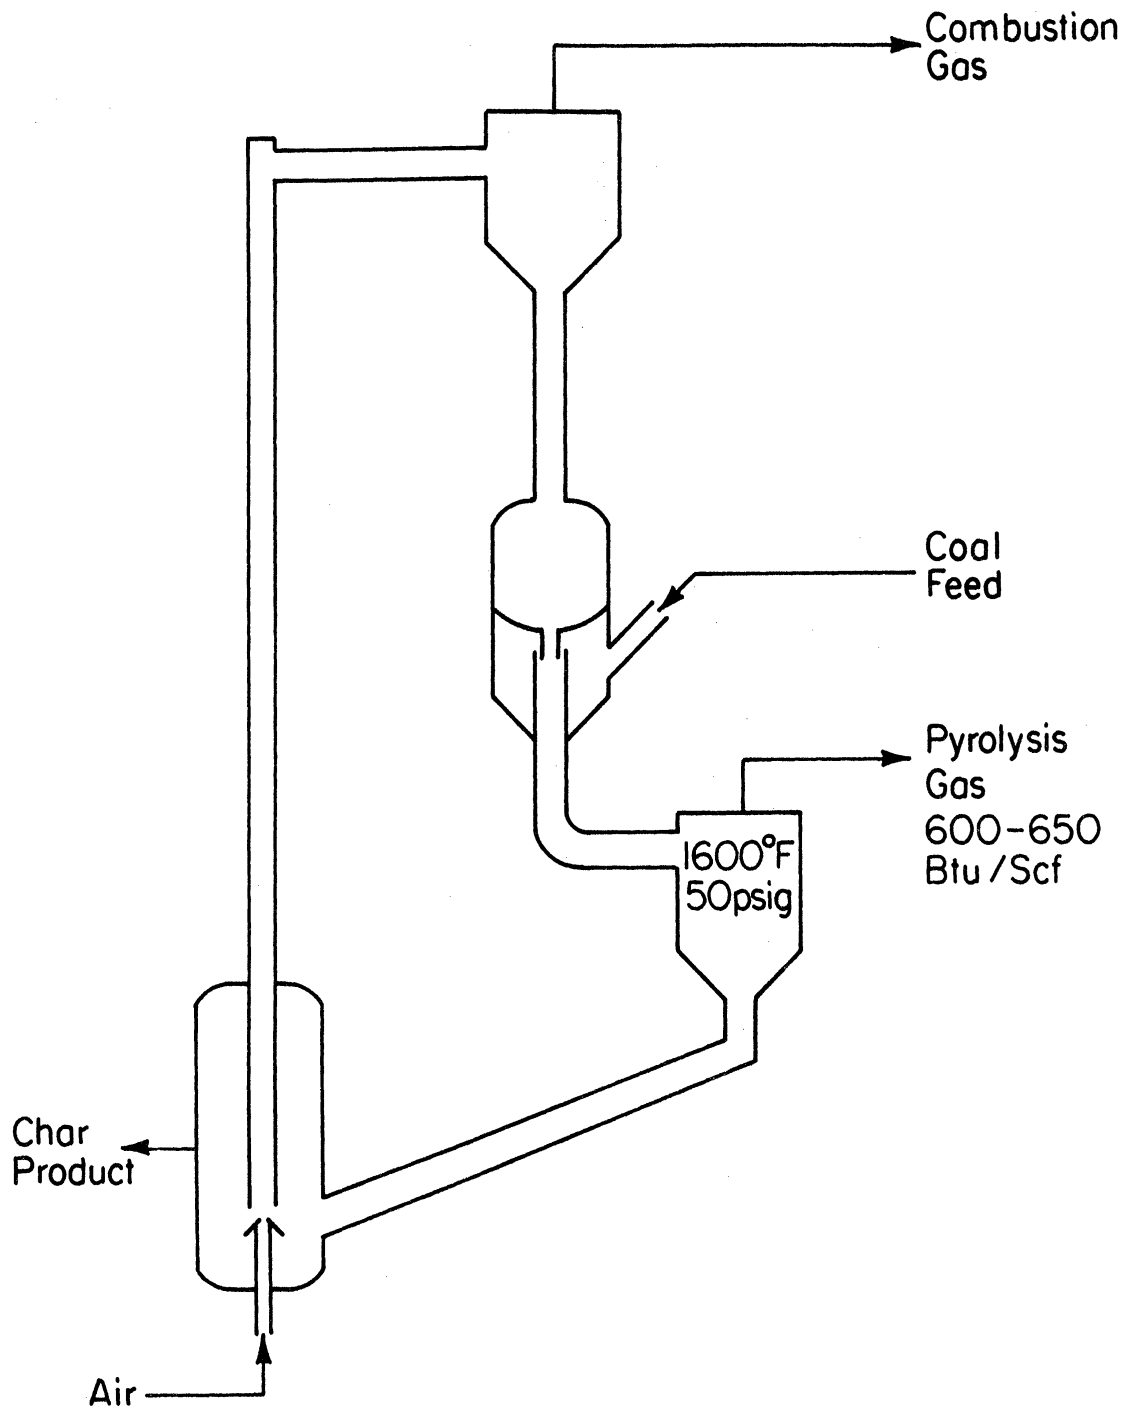 Combustion
Gas
Coal
Feed
Pyrolysis
Gas
600-650
Btu/Scf
1600°F
50psig
Char
Product
Air